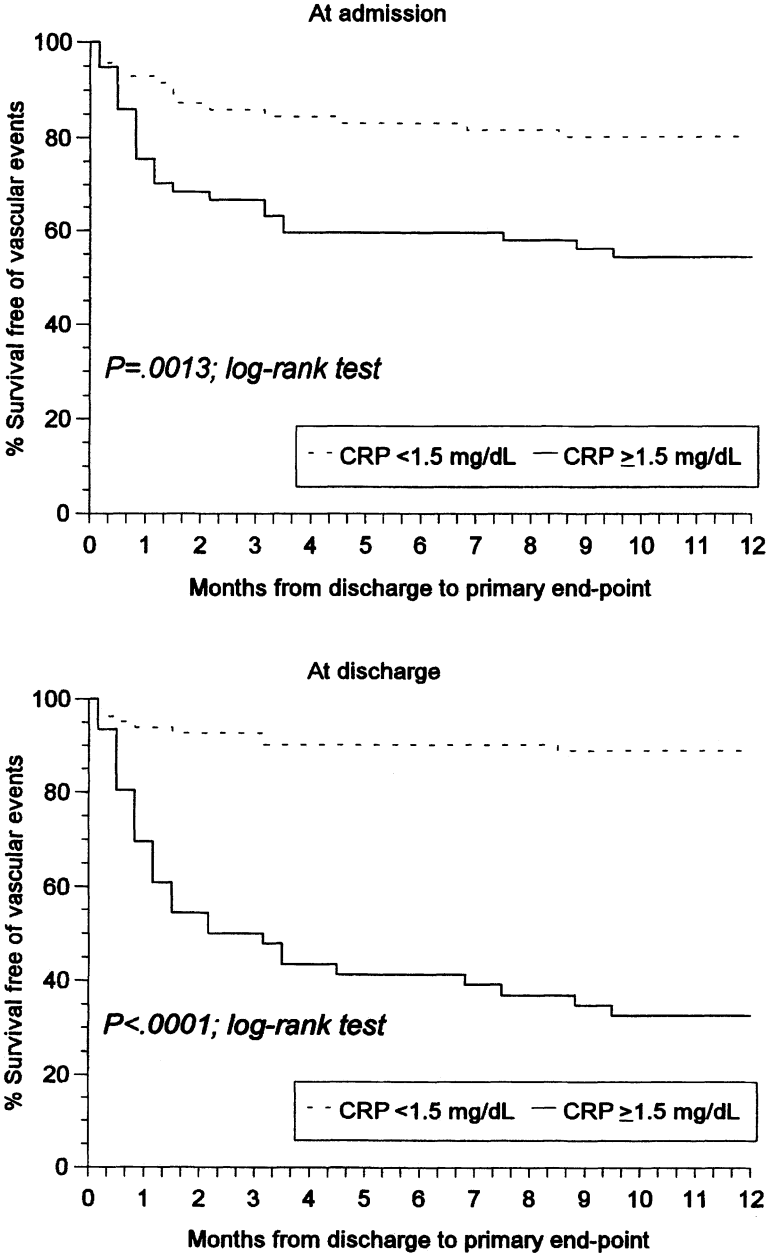 At admission
% Survival free of vascular events
100
80
60
40
20
0
P=.0013; log-rank test
CRP <1.5 mg/dL CRP ≥1.5 mg/dL
0 1 2 3 4 5 6 7 8 9 10 11 12
Months from discharge to primary end-point
At discharge
% Survival free of vascular events
100
80
60
40
20
0
P<.0001; log-rank test
CRP <1.5 mg/dL CRP ≥1.5 mg/dL
0 1 2 3 4 5 6 7 8 9 10 11 12
Months from discharge to primary end-point